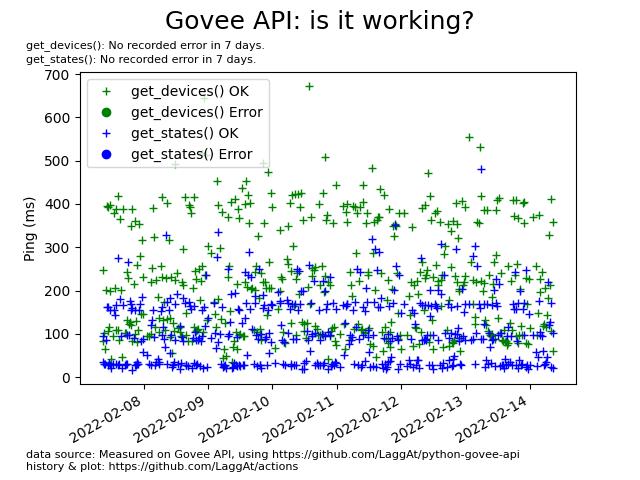 Govee API: is it working?
get_devices(): No recorded error in 7 days.
get_states(): No recorded error in 7 days.
get_devices() OK
get_devices() Error
get_states() OK
get_states() Error
Ping (ms)
700
600
500
400
300
200
100
0
2022-02-08
2022-02-09
2022-02-10
2022-02-11
2022-02-12
2022-02-13
2022-02-14
data source: Measured on Govee API, using https://github.com/LaggAt/python-govee-api
history & plot: https://github.com/LaggAt/actions